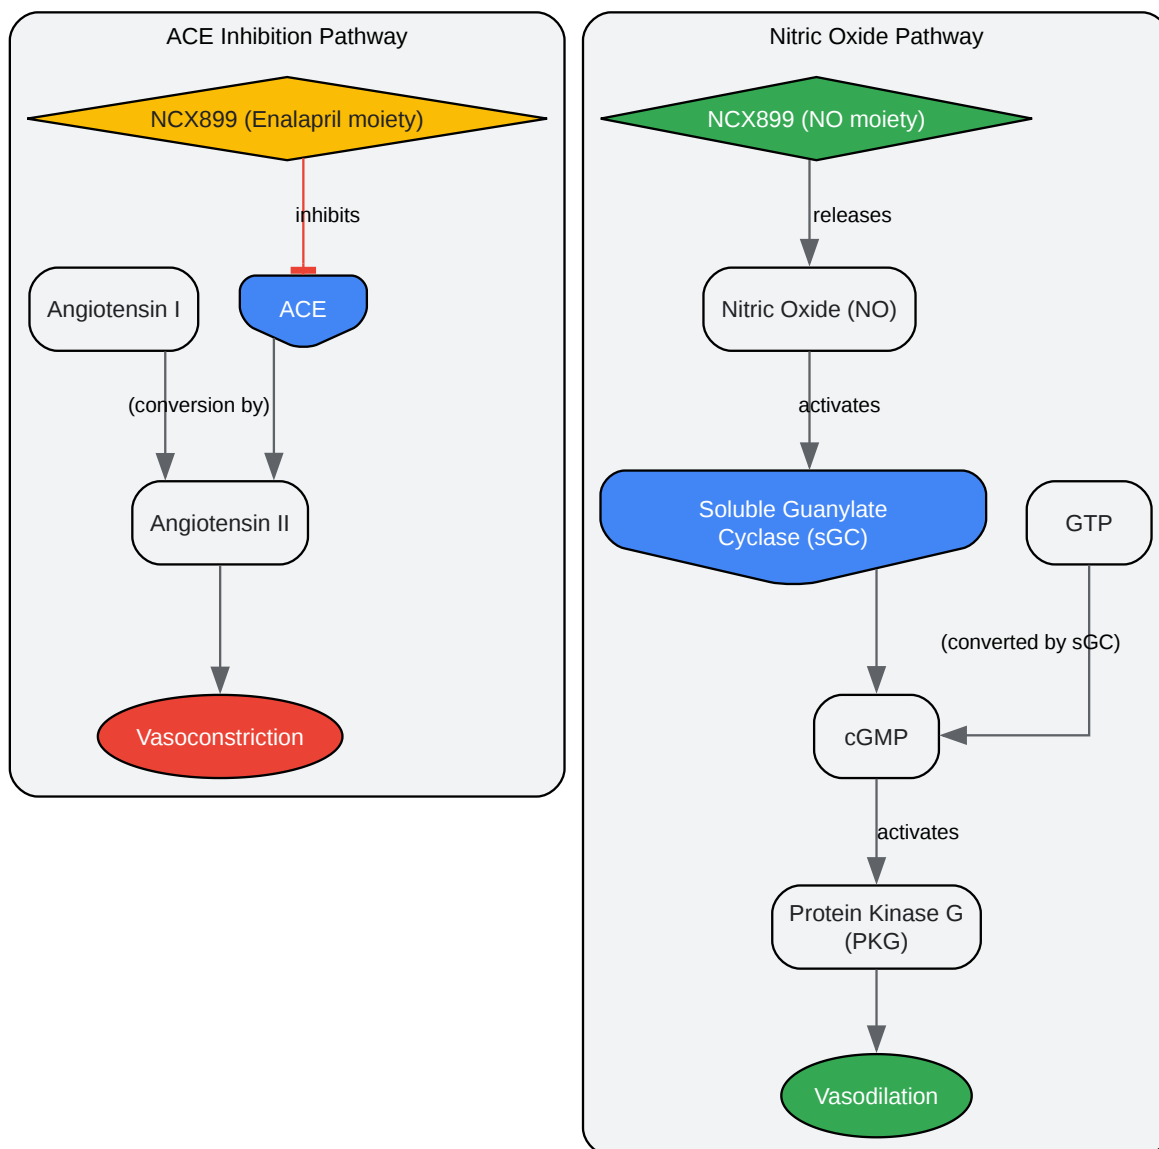 ACE Inhibition Pathway
NCX899 (Enalapril moiety)
inhibits
Angiotensin I
ACE
(conversion by)
Angiotensin II
Vasoconstriction
Nitric Oxide Pathway
NCX899 (NO moiety)
releases
Nitric Oxide (NO)
activates
Soluble Guanylate
Cyclase (sGC)
GTP
(converted by sGC)
cGMP
activates
Protein Kinase G
(PKG)
Vasodilation